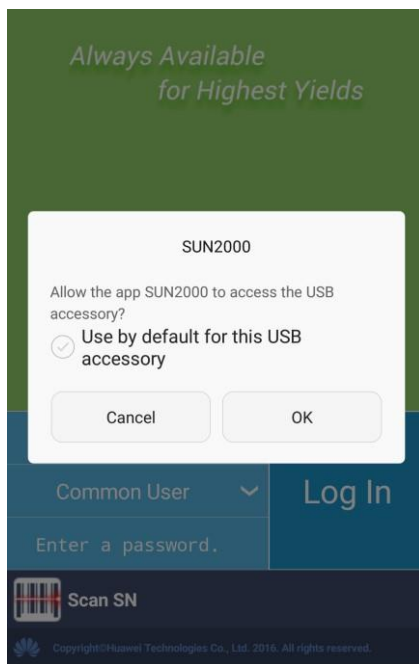 Always Available
for Highest Yields
SUN2000
Allow the app SUN2000 to access the USB
accessory?
Use by default for this USB
accessory
Cancel
OK
Common User
Log In
Enter a password.
Scan SN
Copyright©Huawei Technologies Co., Ltd. 2016. All rights reserved.